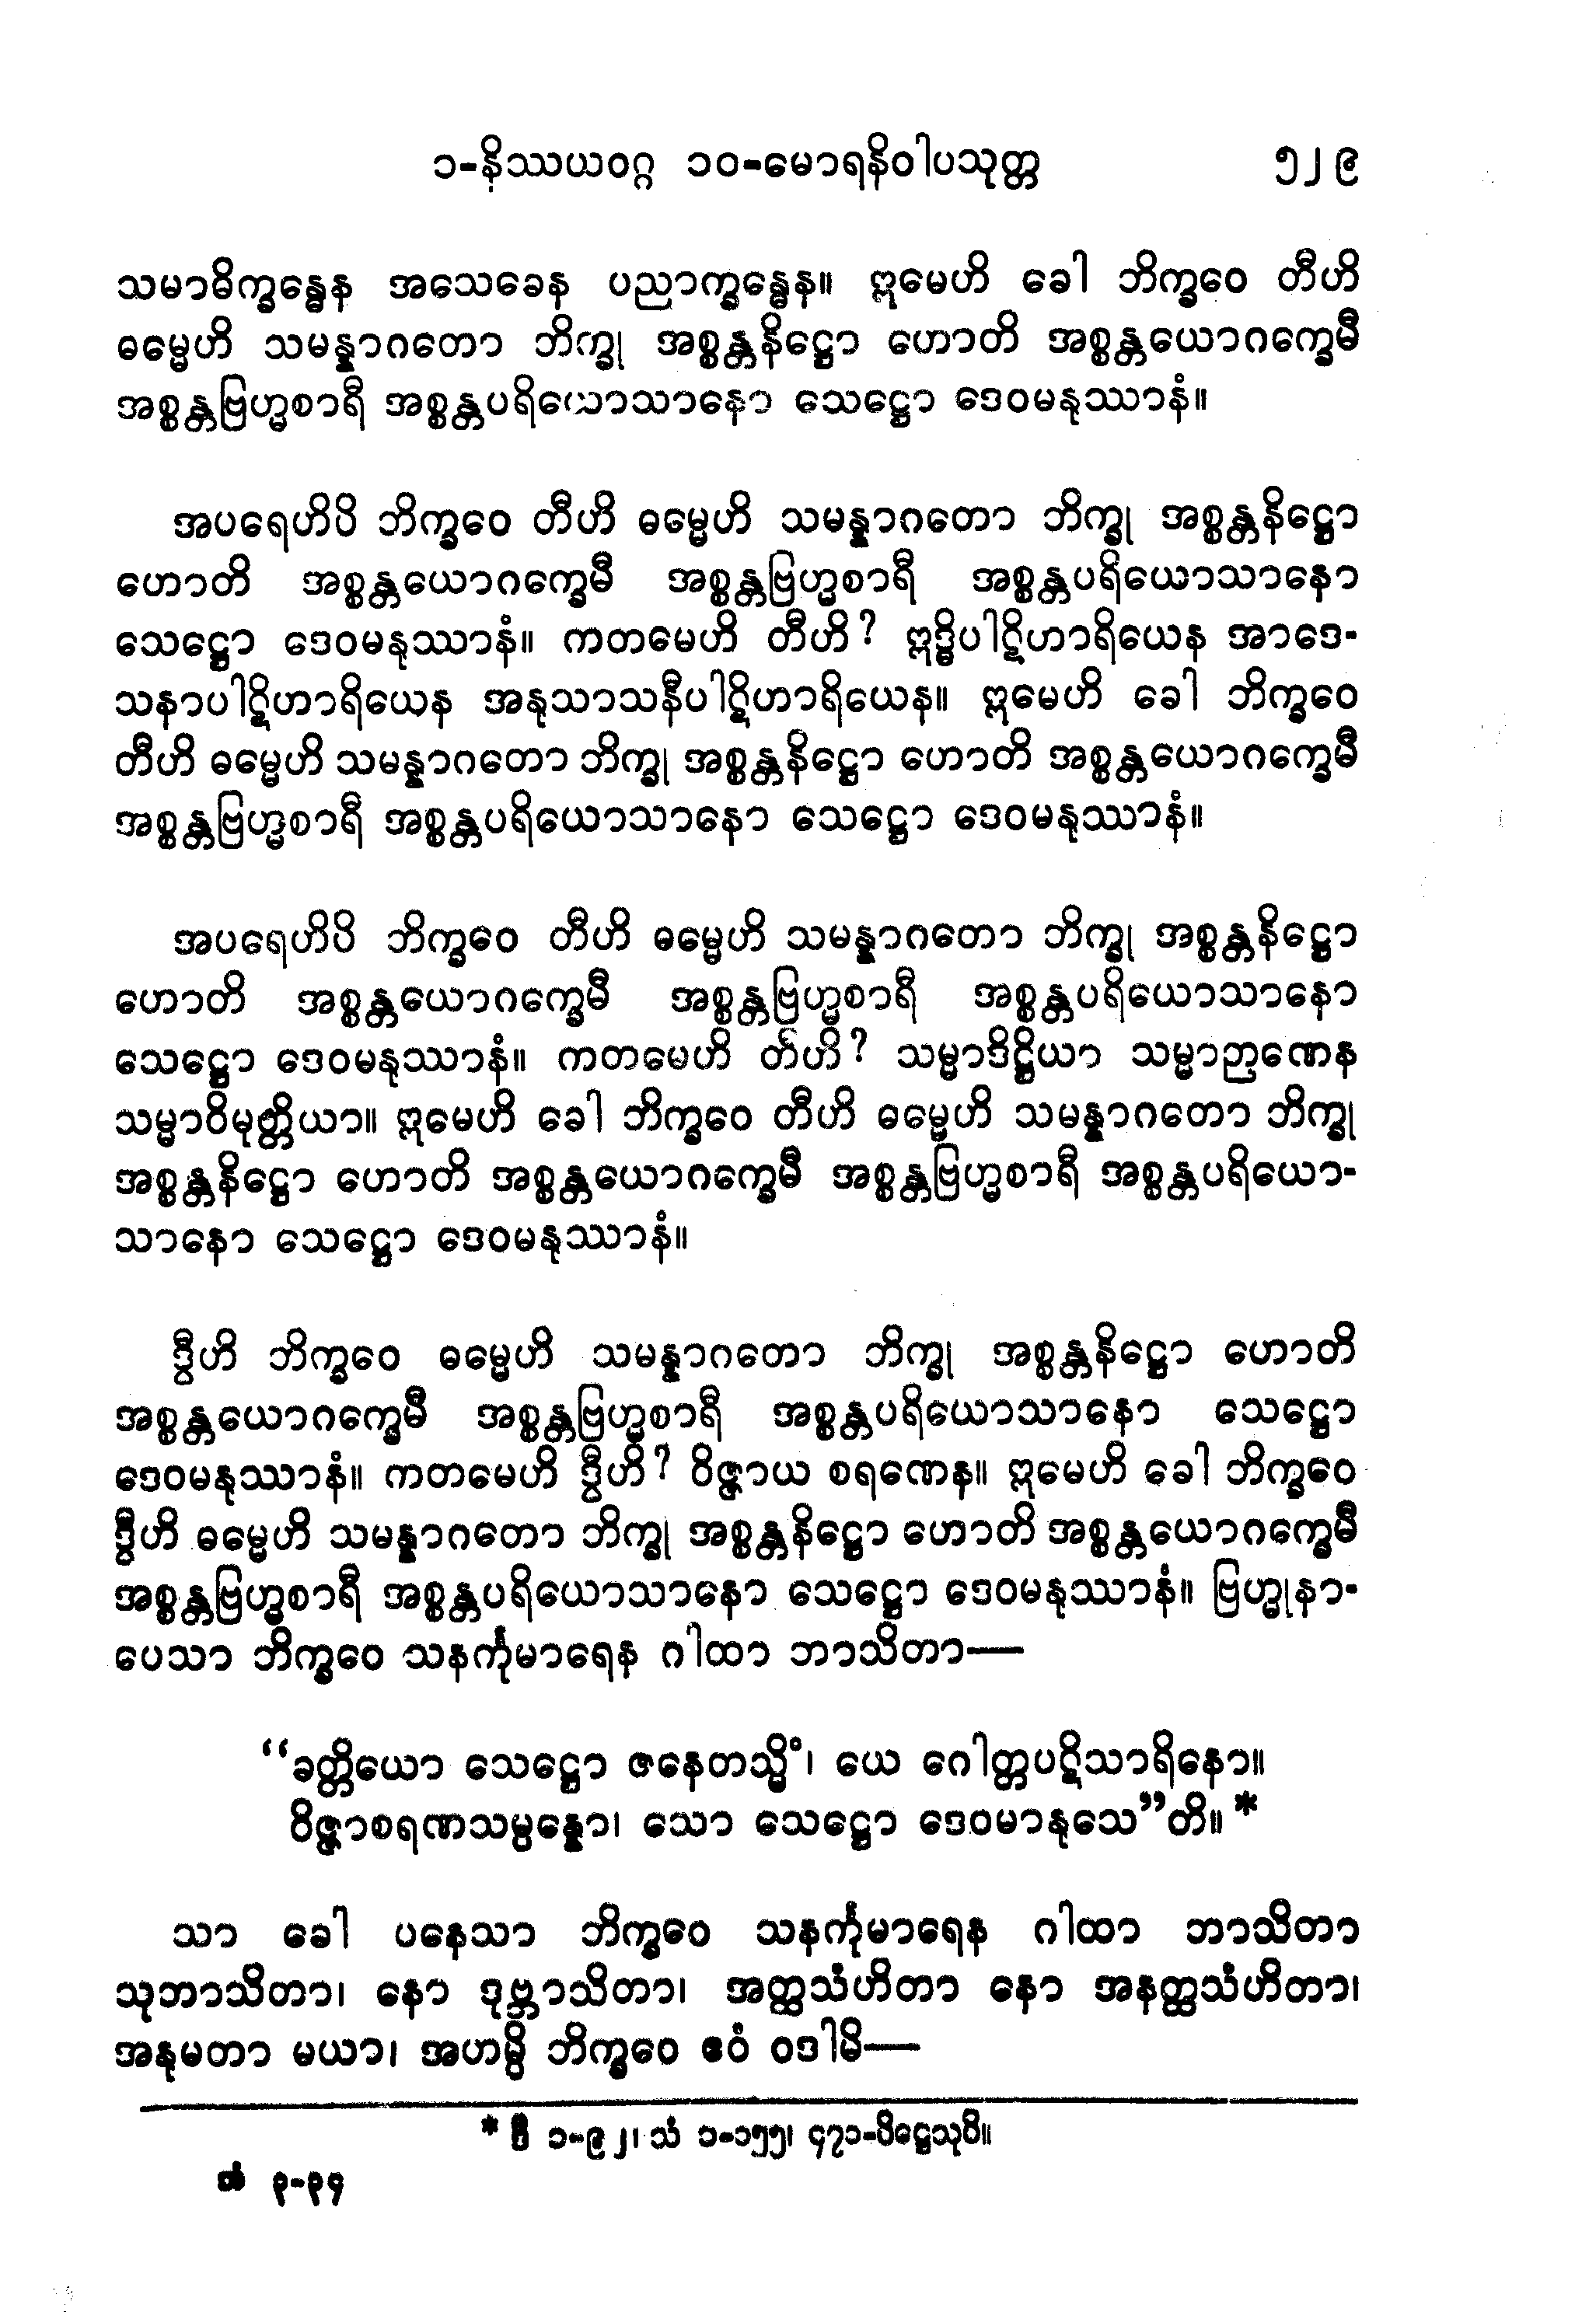 ၁-နိဿယဝဂ္ဂ ၁၀-မောရနိဝါပသုတ္တ ၅၂၉
သမာဓိက္ခန္ဓေန အသေခေန ပညာက္ခန္ဓေန။ ဣမေဟိ ခေါ ဘိက္ခဝေ တီဟိ
ဓမ္မေဟိ သမန္နာဂတော ဘိက္ခု အစ္စန္တနိဋ္ဌော ဟောတိ အစ္စန္တယောဂက္ခေမီ
အစ္စန္တဗြဟ္မစာရီ အစ္စန္တပရိယောသာနော သေဋ္ဌော ဒေဝမနုဿာနံ။
အပရေဟိပိ ဘိက္ခဝေ တီဟိ ဓမ္မေဟိ သမန္နာဂတော ဘိက္ခု အစ္စန္တနိဋ္ဌော
ဟောတိ အစ္စန္တယောဂက္ခေမီ အစ္စန္တဗြဟ္မစာရီ အစ္စန္တပရိယောသာနော
သေဋ္ဌော ဒေဝမနုဿာနံ။ ကတမေဟိ တီဟိ? ဣဒ္ဓိပါဋိဟာရိယေန အာဒေ-
သနာပါဋိဟာရိယေန အနုသာသနီပါဋိဟာရိယေန။ ဣမေဟိ ခေါ ဘိက္ခဝေ
တီဟိ ဓမ္မေဟိ သမန္နာဂတော ဘိက္ခု အစ္စန္တနိဋ္ဌော ဟောတိ အစ္စန္တယောဂက္ခေမီ
အစ္စန္တဗြဟ္မစာရီ အစ္စန္တပရိယောသာနော သေဋ္ဌော ဒေဝမနုဿာနံ။
အပရေဟိပိ ဘိက္ခဝေ တီဟိ ဓမ္မေဟိ သမန္နာဂတော ဘိက္ခု အစ္စန္တနိဋ္ဌော
ဟောတိ အစ္စန္တယောဂက္ခေမီ အစ္စန္တဗြဟ္မစာရီ အစ္စန္တပရိယောသာနော
သေဋ္ဌော ဒေဝမနုဿာနံ။ ကတမေဟိ တီဟိ? သမ္မာဒိဋ္ဌိယာ သမ္မာဉာဏေန
သမ္မာဝိမုတ္တိယာ။ ဣမေဟိ ခေါ ဘိက္ခဝေ တီဟိ ဓမ္မေဟိ သမန္နာဂတော ဘိက္ခု
အစ္စန္တနိဋ္ဌော ဟောတိ အစ္စန္တယောဂက္ခေမီ အစ္စန္တဗြဟ္မစာရီ အစ္စန္တပရိယော-
သာနော သေဋ္ဌော ဒေဝမနုဿာနံ။
ဒွီဟိ ဘိက္ခဝေ ဓမ္မေဟိ သမန္နာဂတော ဘိက္ခု အစ္စန္တနိဋ္ဌော ဟောတိ
အစ္စန္တယောဂက္ခေမီ အစ္စန္တဗြဟ္မစာရီ အစ္စန္တပရိယောသာနော သေဋ္ဌော
ဒေဝမနုဿာနံ။ ကတမေဟိ ဒွီဟိ? ဝိဇ္ဇာယ စရဏေန။ ဣမေဟိ ခေါ ဘိက္ခဝေ
ဒွီဟိ ဓမ္မေဟိ သမန္နာဂတော ဘိက္ခု အစ္စန္တနိဋ္ဌော ဟောတိ အစ္စန္တယောဂက္ခေမီ
အစ္စန္တဗြဟ္မစာရီ အစ္စန္တပရိယောသာနော သေဋ္ဌော ဒေဝမနုဿာနံ။ ဗြဟ္မုနာ-
ပေသာ ဘိက္ခဝေ သနင်္ကုမာရေန ဂါထာ ဘာသိတာ—
“ခတ္တိယော သေဋ္ဌော ဇနေတသ္မိံ၊ ယေ ဂေါတ္တပဋိသာရိနော။
ဝိဇ္ဇာစရဏသမ္ပန္နော၊ သော သေဋ္ဌော ဒေဝမာနုသေ”တိ။ *
သာ ခေါ ပနေသာ ဘိက္ခဝေ သနင်္ကုမာရေန ဂါထာ ဘာသိတာ
သုဘာသိတာ၊ နော ဒုဗ္ဘာသိတာ၊ အတ္ထသံဟိတာ နော အနတ္ထသံဟိတာ၊
အနုမတာ မယာ၊ အဟမ္ပိ ဘိက္ခဝေ ဧဝံ ဝဒါမိ—
* ဒီ ၁-၉၂၊ သံ ၁-၁၅၅၊ ၄၇၁-ပိဋ္ဌေသုပိ။
အံ ၃-၃၄